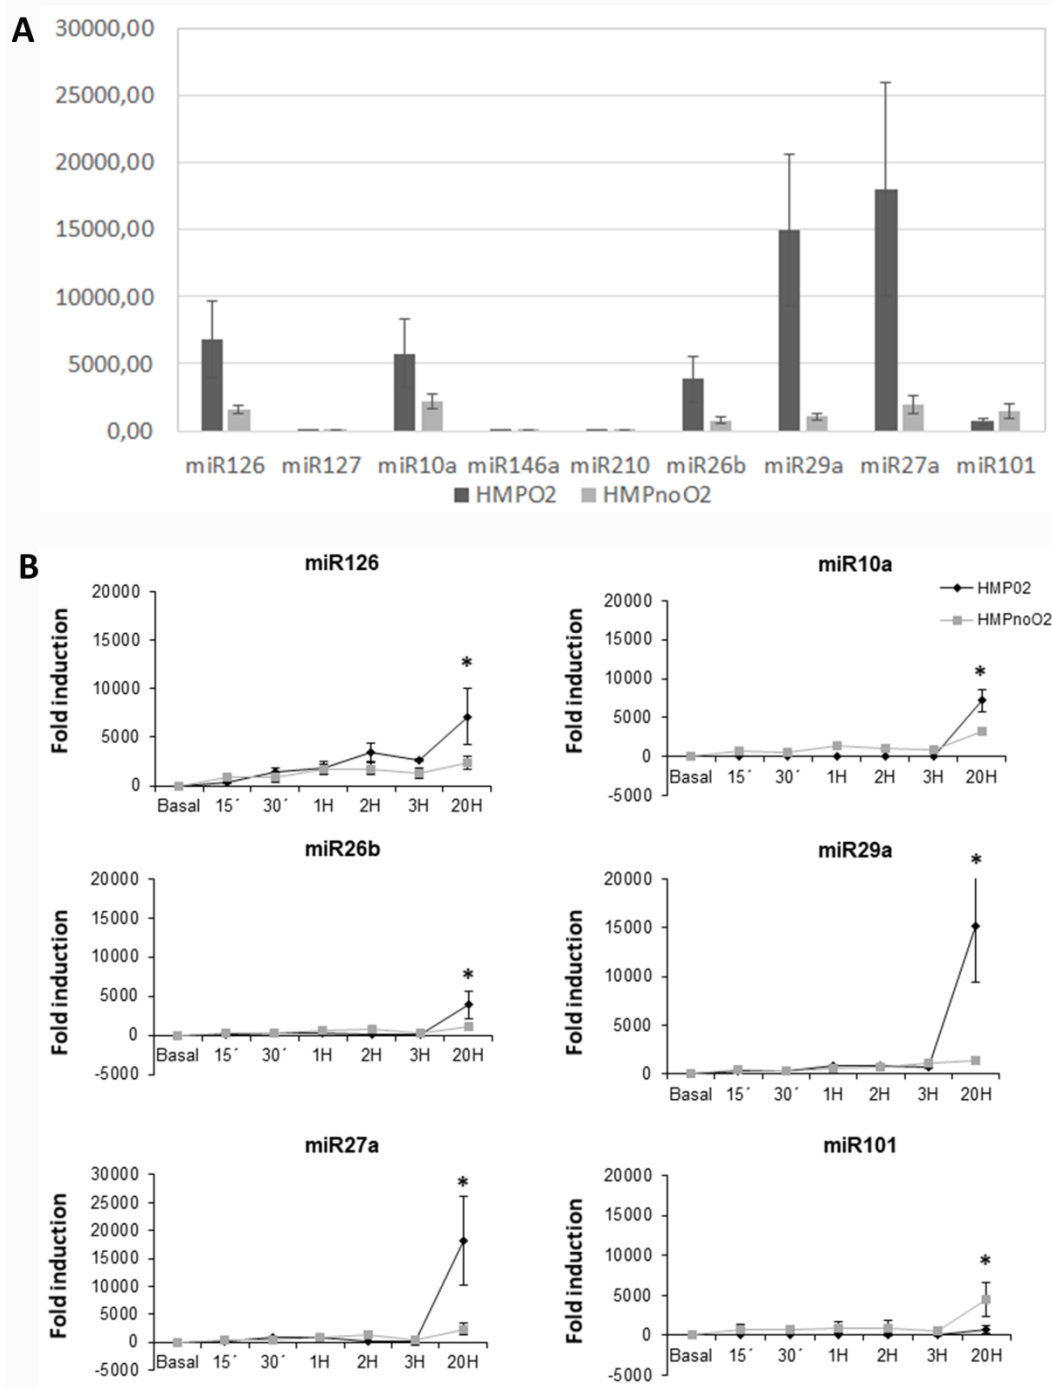 A
30000,00
25000,00
20000,00
15000,00
10000,00
5000,00
0,00
miR126 miR127 miR10a miR146a miR210 miR26b miR29a miR27a miR101
HMPO2 HMPnoO2
B
miR126
Fold induction
20000
15000
10000
5000
0
*
Basal 15´ 30´ 1H 2H 3H 20H
miR10a
HMP02
HMPnoO2
Fold induction
20000
15000
10000
5000
0
-5000
*
Basal 15´ 30´ 1H 2H 3H 20H
miR26b
Fold induction
20000
15000
10000
5000
0
-5000
*
Basal 15´ 30´ 1H 2H 3H 20H
miR29a
Fold induction
20000
15000
10000
5000
0
*
Basal 15´ 30´ 1H 2H 3H 20H
miR27a
Fold induction
30000
25000
20000
15000
10000
5000
0
-5000
*
Basal 15´ 30´ 1H 2H 3H 20H
miR101
Fold induction
20000
15000
10000
5000
0
-5000
*
Basal 15´ 30´ 1H 2H 3H 20H